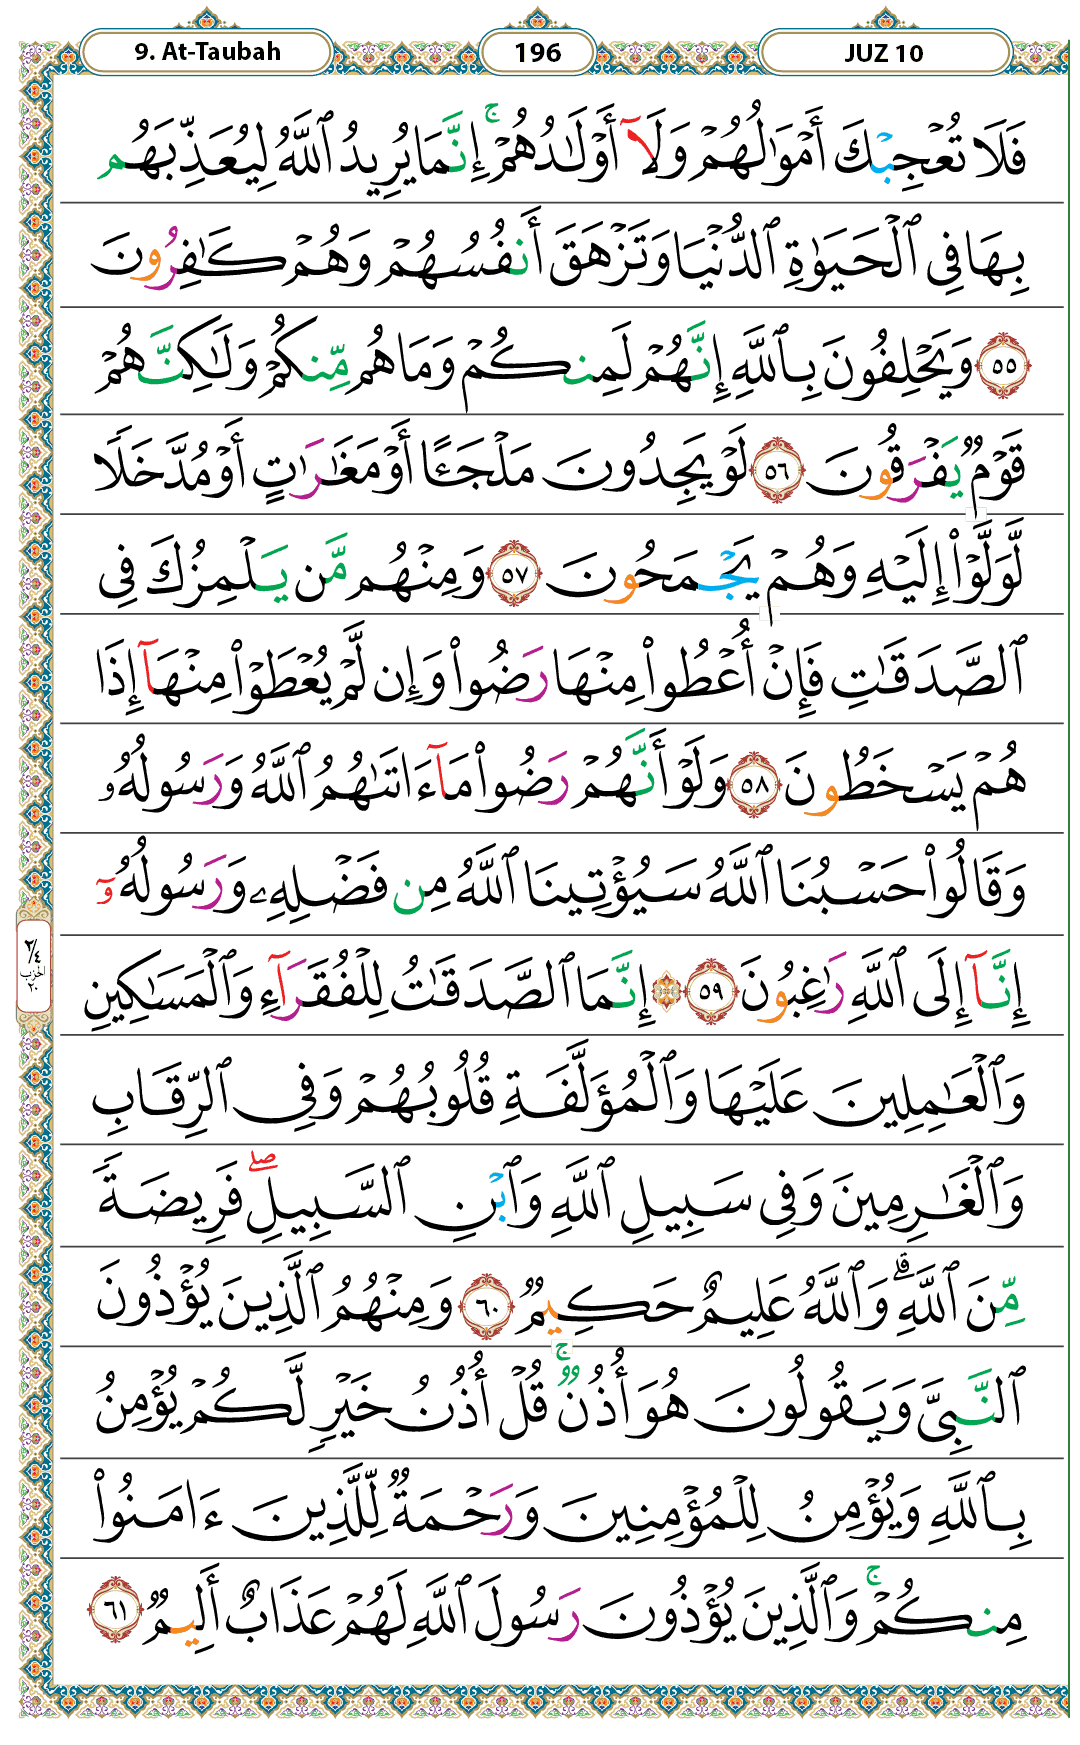 9. At-Taubah
196
JUZ 10
فَلَا تُعْجِبْكَ أَمْوَٰلُهُمْ وَلَآ أَوْلَـٰدُهُمْ ۚ إِنَّمَا يُرِيدُ ٱللَّهُ لِيُعَذِّبَهُم
بِهَا فِى ٱلْحَيَوٰةِ ٱلدُّنْيَا وَتَزْهَقَ أَنفُسُهُمْ وَهُمْ كَـٰفِرُونَ
٥٥ وَيَحْلِفُونَ بِٱللَّهِ إِنَّهُمْ لَمِنكُمْ وَمَا هُم مِّنكُمْ وَلَـٰكِنَّهُمْ
قَوْمٌ يَفْرَقُونَ ٥٦ لَوْ يَجِدُونَ مَلْجَـًٔا أَوْ مَغَـٰرَٰتٍ أَوْ مُدَّخَلًا
لَّوَلَّوْا۟ إِلَيْهِ وَهُمْ يَجْمَحُونَ ٥٧ وَمِنْهُم مَّن يَلْمِزُكَ فِى
ٱلصَّدَقَـٰتِ فَإِنْ أُعْطُوا۟ مِنْهَا رَضُوا۟ وَإِن لَّمْ يُعْطَوْا۟ مِنْهَآ إِذَا
هُمْ يَسْخَطُونَ ٥٨ وَلَوْ أَنَّهُمْ رَضُوا۟ مَآ ءَاتَىٰهُمُ ٱللَّهُ وَرَسُولُهُۥ
وَقَالُوا۟ حَسْبُنَا ٱللَّهُ سَيُؤْتِينَا ٱللَّهُ مِن فَضْلِهِۦ وَرَسُولُهُۥٓ
إِنَّآ إِلَى ٱللَّهِ رَٰغِبُونَ ٥٩ ۞ إِنَّمَا ٱلصَّدَقَـٰتُ لِلْفُقَرَآءِ وَٱلْمَسَـٰكِينِ
وَٱلْعَـٰمِلِينَ عَلَيْهَا وَٱلْمُؤَلَّفَةِ قُلُوبُهُمْ وَفِى ٱلرِّقَابِ
وَٱلْغَـٰرِمِينَ وَفِى سَبِيلِ ٱللَّهِ وَٱبْنِ ٱلسَّبِيلِ ۖ فَرِيضَةً
مِّنَ ٱللَّهِ ۗ وَٱللَّهُ عَلِيمٌ حَكِيمٌ ٦٠ وَمِنْهُمُ ٱلَّذِينَ يُؤْذُونَ
ٱلنَّبِىَّ وَيَقُولُونَ هُوَ أُذُنٌ ۚ قُلْ أُذُنُ خَيْرٍ لَّكُمْ يُؤْمِنُ
بِٱللَّهِ وَيُؤْمِنُ لِلْمُؤْمِنِينَ وَرَحْمَةٌ لِّلَّذِينَ ءَامَنُوا۟
مِنكُمْ ۚ وَٱلَّذِينَ يُؤْذُونَ رَسُولَ ٱللَّهِ لَهُمْ عَذَابٌ أَلِيمٌ ٦١
٢/٤
الحزب
٢٠